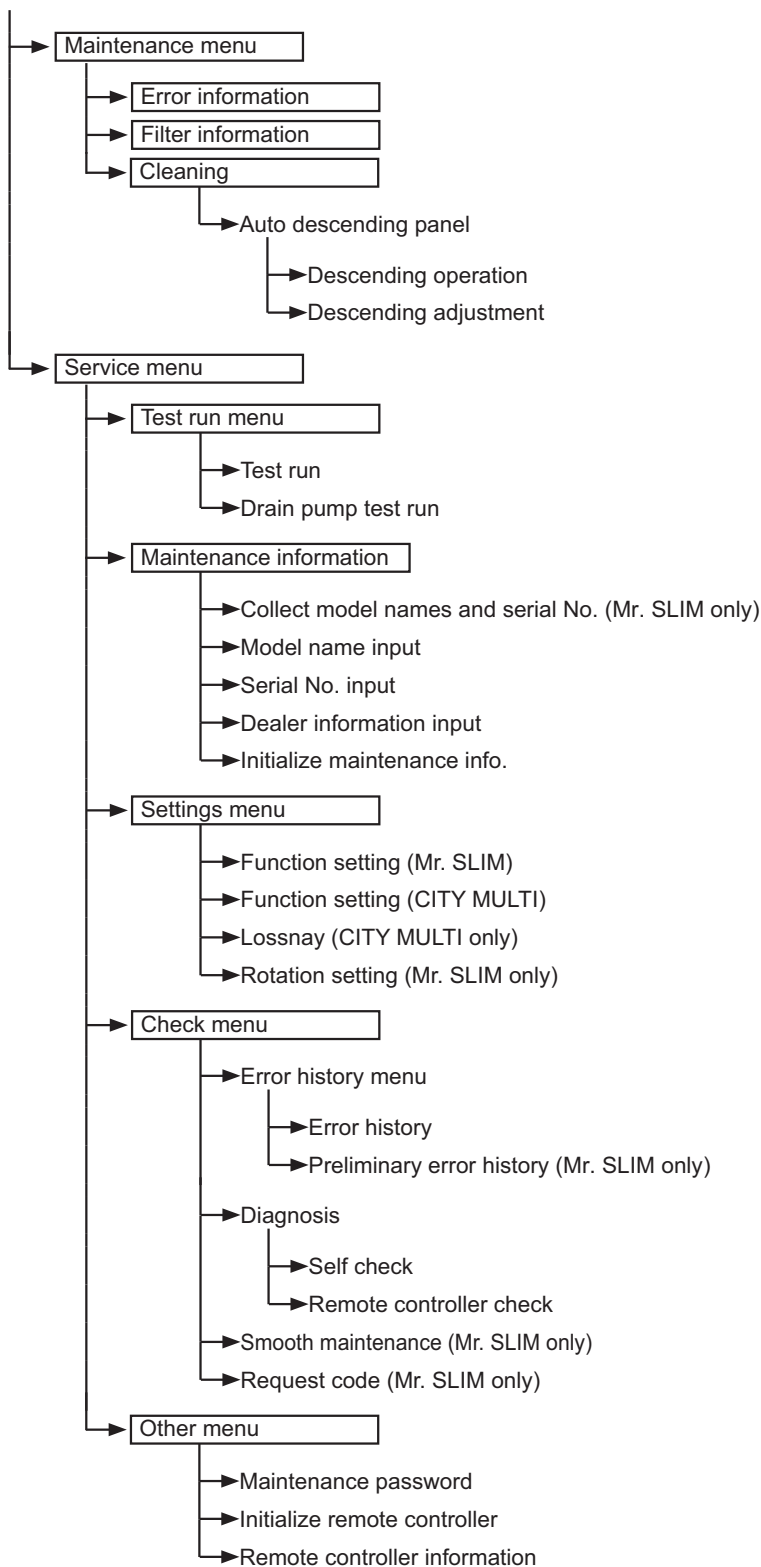 Maintenance menu
Error information
Filter information
Cleaning
Auto descending panel
Descending operation
Descending adjustment
Service menu
Test run menu
Test run
Drain pump test run
Maintenance information
Collect model names and serial No. (Mr. SLIM only)
Model name input
Serial No. input
Dealer information input
Initialize maintenance info.
Settings menu
Function setting (Mr. SLIM)
Function setting (CITY MULTI)
Lossnay (CITY MULTI only)
Rotation setting (Mr. SLIM only)
Check menu
Error history menu
Error history
Preliminary error history (Mr. SLIM only)
Diagnosis
Self check
Remote controller check
Smooth maintenance (Mr. SLIM only)
Request code (Mr. SLIM only)
Other menu
Maintenance password
Initialize remote controller
Remote controller information